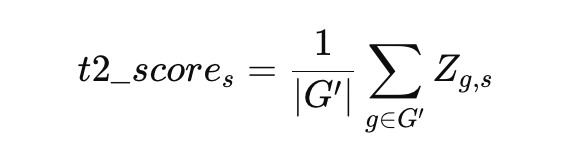 t2_score_s = \frac{1}{|G'|} \sum_{g \in G'} Z_{g,s}